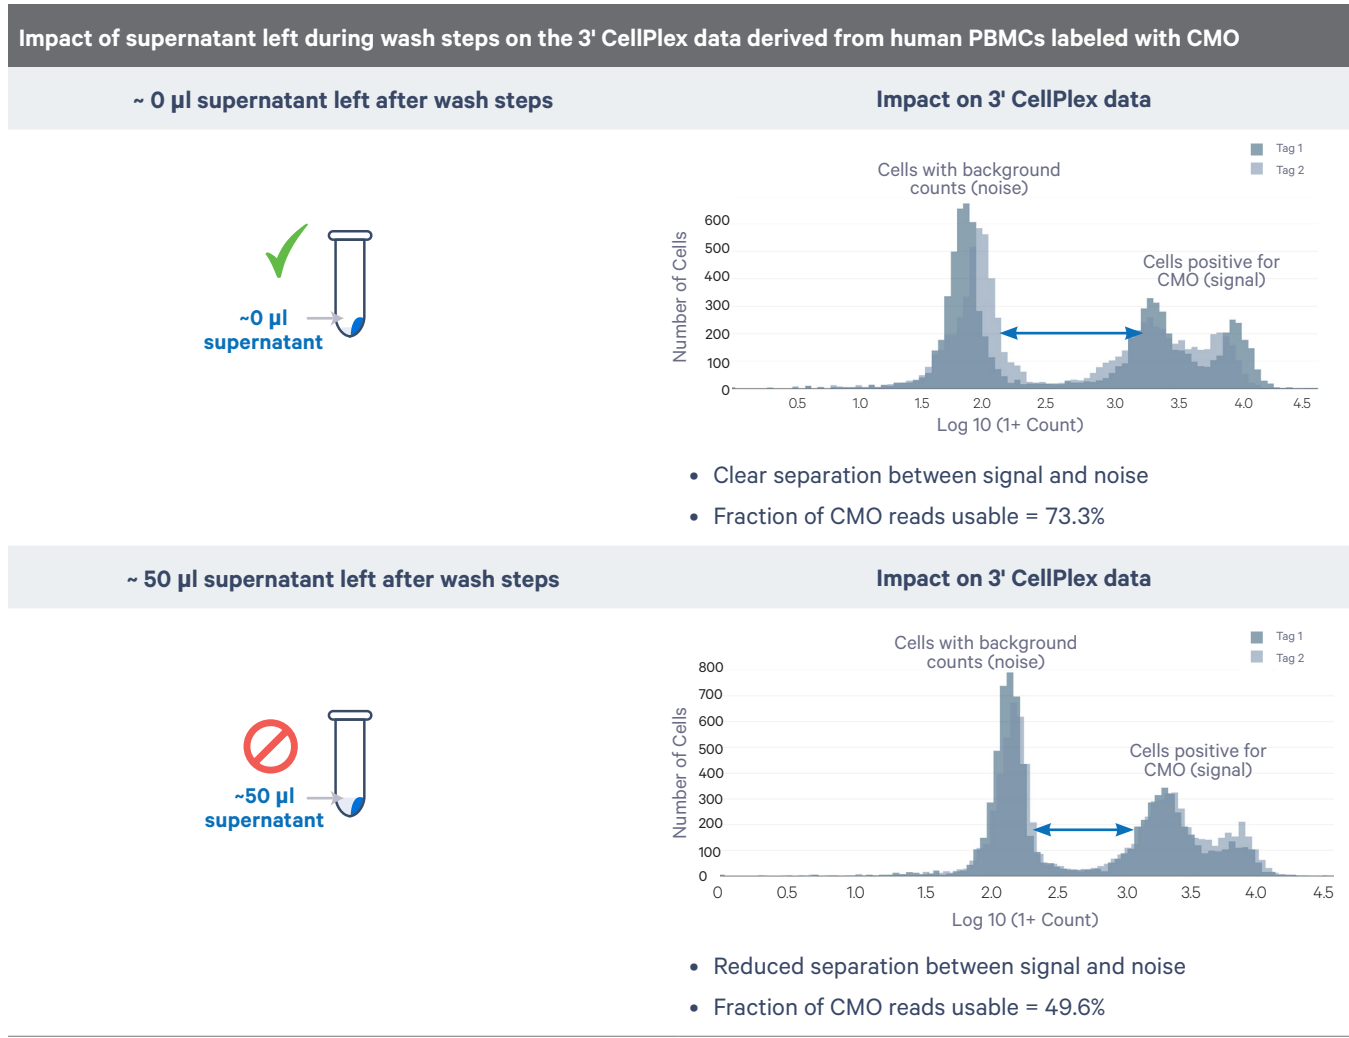 Impact of supernatant left during wash steps on the 3' CellPlex data derived from human PBMCs labeled with CMO
~ 0 µl supernatant left after wash steps
Impact on 3' CellPlex data
~0 µl
supernatant
Tag 1
Tag 2
Cells with background
counts (noise)
Cells positive for
CMO (signal)
Number of Cells
600
500
400
300
200
100
0
0.5 1.0 1.5 2.0 2.5 3.0 3.5 4.0 4.5
Log 10 (1+ Count)
• Clear separation between signal and noise
• Fraction of CMO reads usable = 73.3%
~ 50 µl supernatant left after wash steps
Impact on 3' CellPlex data
~50 µl
supernatant
Tag 1
Tag 2
Cells with background
counts (noise)
Cells positive for
CMO (signal)
Number of Cells
800
700
600
500
400
300
200
100
0
0 0.5 1.0 1.5 2.0 2.5 3.0 3.5 4.0 4.5
Log 10 (1+ Count)
• Reduced separation between signal and noise
• Fraction of CMO reads usable = 49.6%